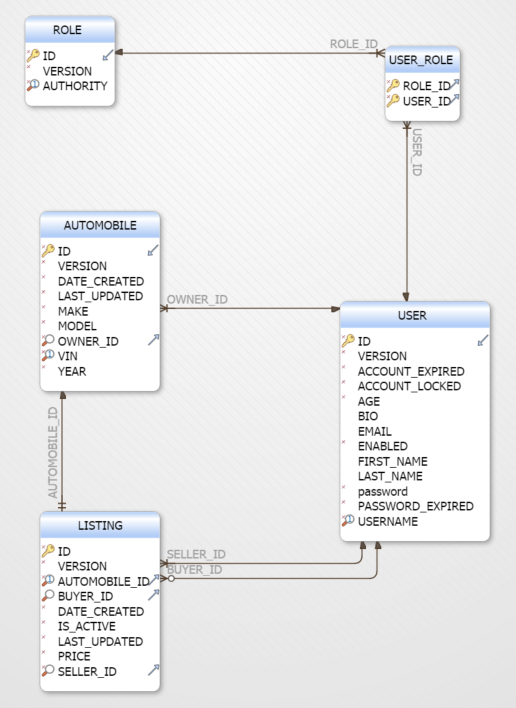 ROLE
ID
VERSION
AUTHORITY
ROLE_ID
USER_ROLE
ROLE_ID
USER_ID
USER_ID
AUTOMOBILE
ID
VERSION
DATE_CREATED
LAST_UPDATED
MAKE
MODEL
OWNER_ID
VIN
YEAR
OWNER_ID
USER
ID
VERSION
ACCOUNT_EXPIRED
ACCOUNT_LOCKED
AGE
BIO
EMAIL
ENABLED
FIRST_NAME
LAST_NAME
password
PASSWORD_EXPIRED
USERNAME
AUTOMOBILE_ID
LISTING
ID
VERSION
AUTOMOBILE_ID
BUYER_ID
DATE_CREATED
IS_ACTIVE
LAST_UPDATED
PRICE
SELLER_ID
SELLER_ID
BUYER_ID